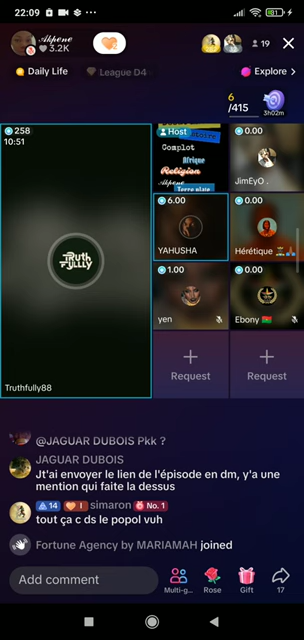 22:09
81
Akpene
3.2K
19
Daily Life
League D4
Explore >
6
/415
3h02m
258
10:51
Truth
FULLLY
Truthfully88
Host
Complot
Afrique
Religion
Akpene
Terre plate
0.00
JimEyO .
6.00
YAHUSHA
0.00
Hérétique
1.00
yen
0.00
Ebony
+
Request
+
Request
@JAGUAR DUBOIS Pkk ?
JAGUAR DUBOIS
Jt'ai envoyer le lien de l'épisode en dm, y'a une
mention qui faite la dessus
14 I simaron No. 1
tout ça c ds le popol vuh
Fortune Agency by MARIAMAH joined
Add comment
Multi-g...
Rose
Gift
17